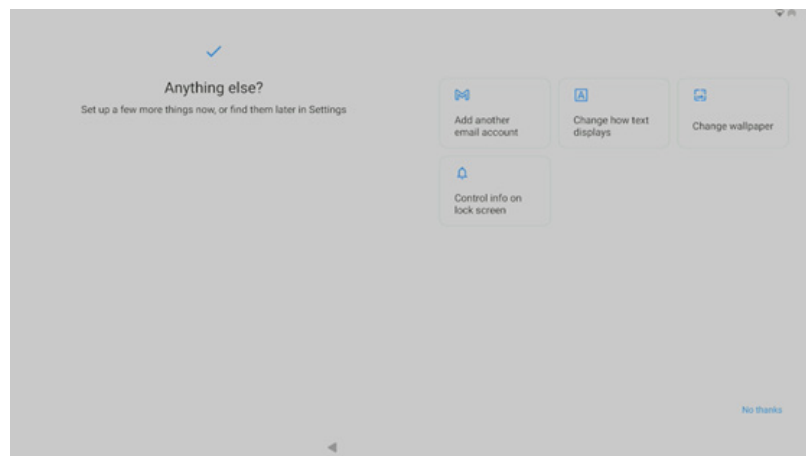 Anything else?
Set up a few more things now, or find them later in Settings
Add another
email account
Change how text
displays
Change wallpaper
Control info on
lock screen
No thanks